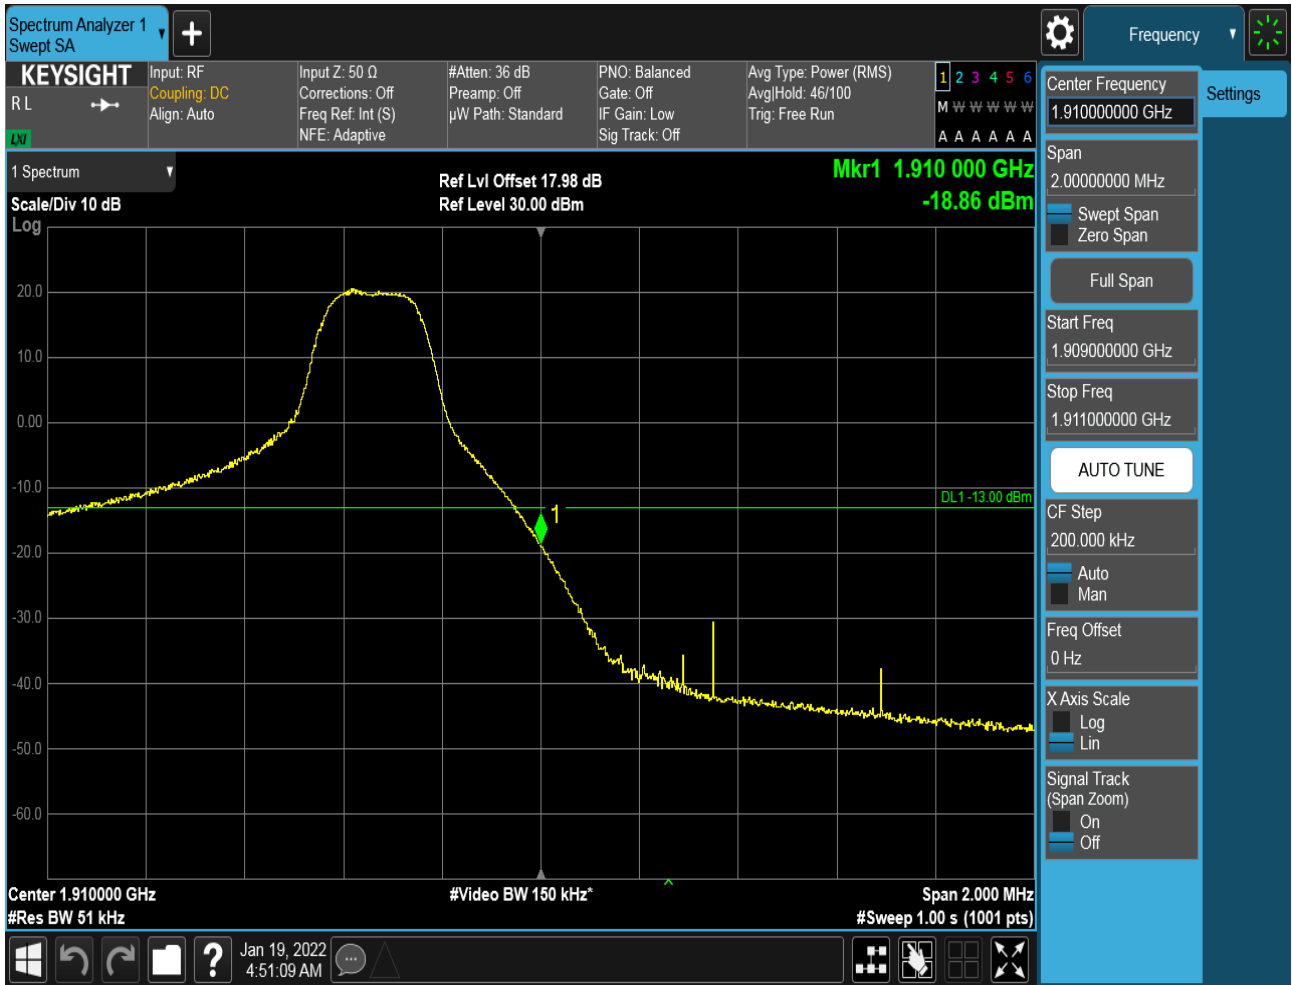 Spectrum Analyzer 1
Swept SA
Frequency
KEYSIGHT
R L
LXI
Input: RF
Coupling: DC
Align: Auto
Input Z: 50 Ω
Corrections: Off
Freq Ref: Int (S)
NFE: Adaptive
#Atten: 36 dB
Preamp: Off
µW Path: Standard
PNO: Balanced
Gate: Off
IF Gain: Low
Sig Track: Off
Avg Type: Power (RMS)
Avg|Hold: 46/100
Trig: Free Run
1 2 3 4 5 6
M W W W W W
A A A A A A
1 Spectrum
Scale/Div 10 dB
Log
Ref Lvl Offset 17.98 dB
Ref Level 30.00 dBm
Mkr1 1.910 000 GHz
-18.86 dBm
20.0
10.0
0.00
-10.0
-20.0
-30.0
-40.0
-50.0
-60.0
DL1 -13.00 dBm
1
Center 1.910000 GHz
#Video BW 150 kHz*
Span 2.000 MHz
#Res BW 51 kHz
#Sweep 1.00 s (1001 pts)
Jan 19, 2022
4:51:09 AM
Center Frequency
1.910000000 GHz
Settings
Span
2.00000000 MHz
Swept Span
Zero Span
Full Span
Start Freq
1.909000000 GHz
Stop Freq
1.911000000 GHz
AUTO TUNE
CF Step
200.000 kHz
Auto
Man
Freq Offset
0 Hz
X Axis Scale
Log
Lin
Signal Track
(Span Zoom)
On
Off